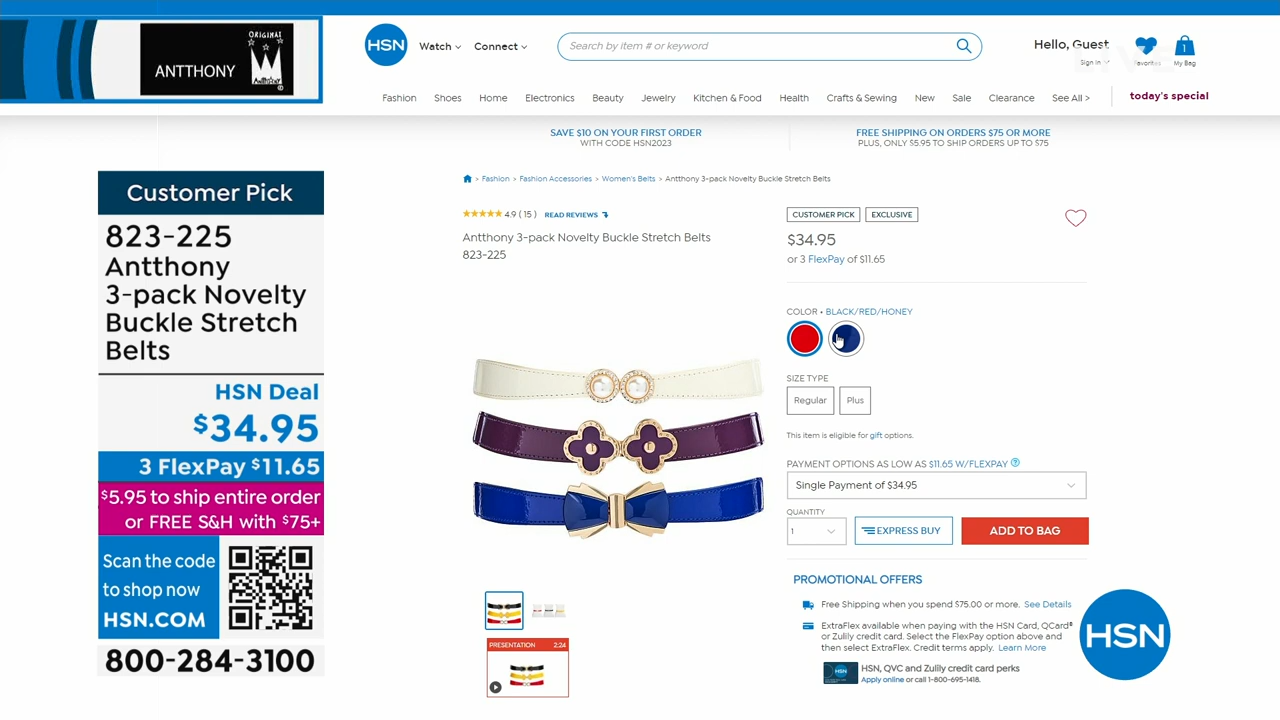 ORIGINAL
ANTTHONY
Antthony
HSN
Watch
Connect
Search by item # or keyword
Hello, Guest
Sign In
Favorites
1
My Bag
Fashion
Shoes
Home
Electronics
Beauty
Jewelry
Kitchen & Food
Health
Crafts & Sewing
New
Sale
Clearance
See All >
today's special
SAVE $10 ON YOUR FIRST ORDER
WITH CODE HSN2023
FREE SHIPPING ON ORDERS $75 OR MORE
PLUS, ONLY $5.95 TO SHIP ORDERS UP TO $75
Customer Pick
823-225
Antthony
3-pack Novelty
Buckle Stretch
Belts
HSN Deal
$34.95
3 FlexPay $11.65
$5.95 to ship entire order
or FREE S&H with $75+
Scan the code
to shop now
HSN.COM
800-284-3100
> Fashion > Fashion Accessories > Women's Belts > Antthony 3-pack Novelty Buckle Stretch Belts
4.9 ( 15 ) READ REVIEWS
Antthony 3-pack Novelty Buckle Stretch Belts
823-225
PRESENTATION 2:24
CUSTOMER PICK
EXCLUSIVE
$34.95
or 3 FlexPay of $11.65
COLOR • BLACK/RED/HONEY
SIZE TYPE
Regular
Plus
This item is eligible for gift options.
PAYMENT OPTIONS AS LOW AS $11.65 W/FLEXPAY ?
Single Payment of $34.95
QUANTITY
1
EXPRESS BUY
ADD TO BAG
PROMOTIONAL OFFERS
Free Shipping when you spend $75.00 or more. See Details
ExtraFlex available when paying with the HSN Card, QCard®
or Zulily credit card. Select the FlexPay option above and
then select ExtraFlex. Credit terms apply. Learn More
HSN, QVC and Zulily credit card perks
Apply online or call 1-800-695-1418.
HSN